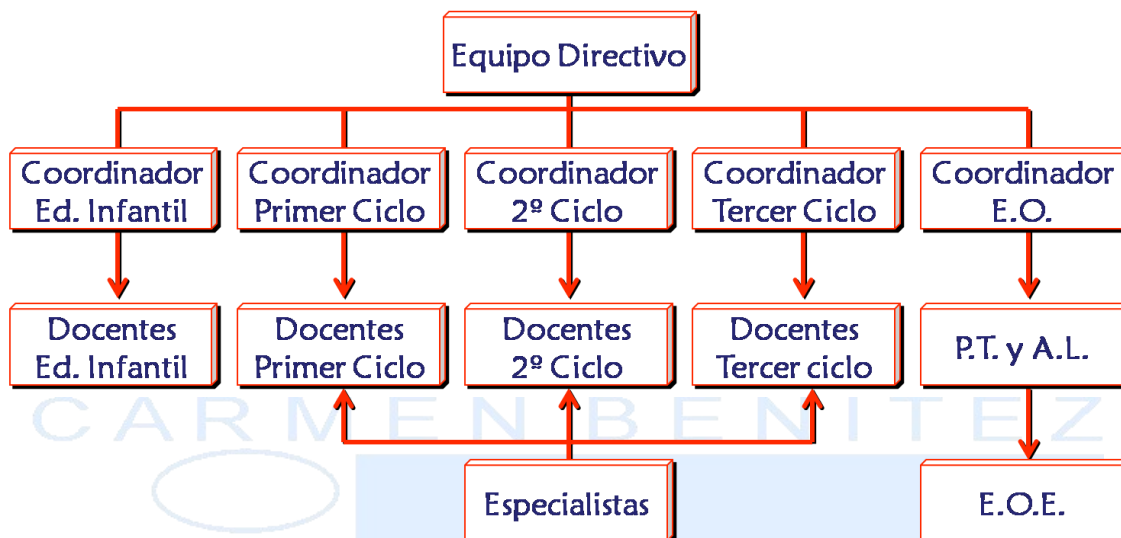 Equipo Directivo
Coordinador
Ed. Infantil
Coordinador
Primer Ciclo
Coordinador
2º Ciclo
Coordinador
Tercer Ciclo
Coordinador
E.O.
Docentes
Ed. Infantil
Docentes
Primer Ciclo
Docentes
2º Ciclo
Docentes
Tercer ciclo
P.T. y A.L.
CARMEN BENITEZ
Especialistas
E.O.E.